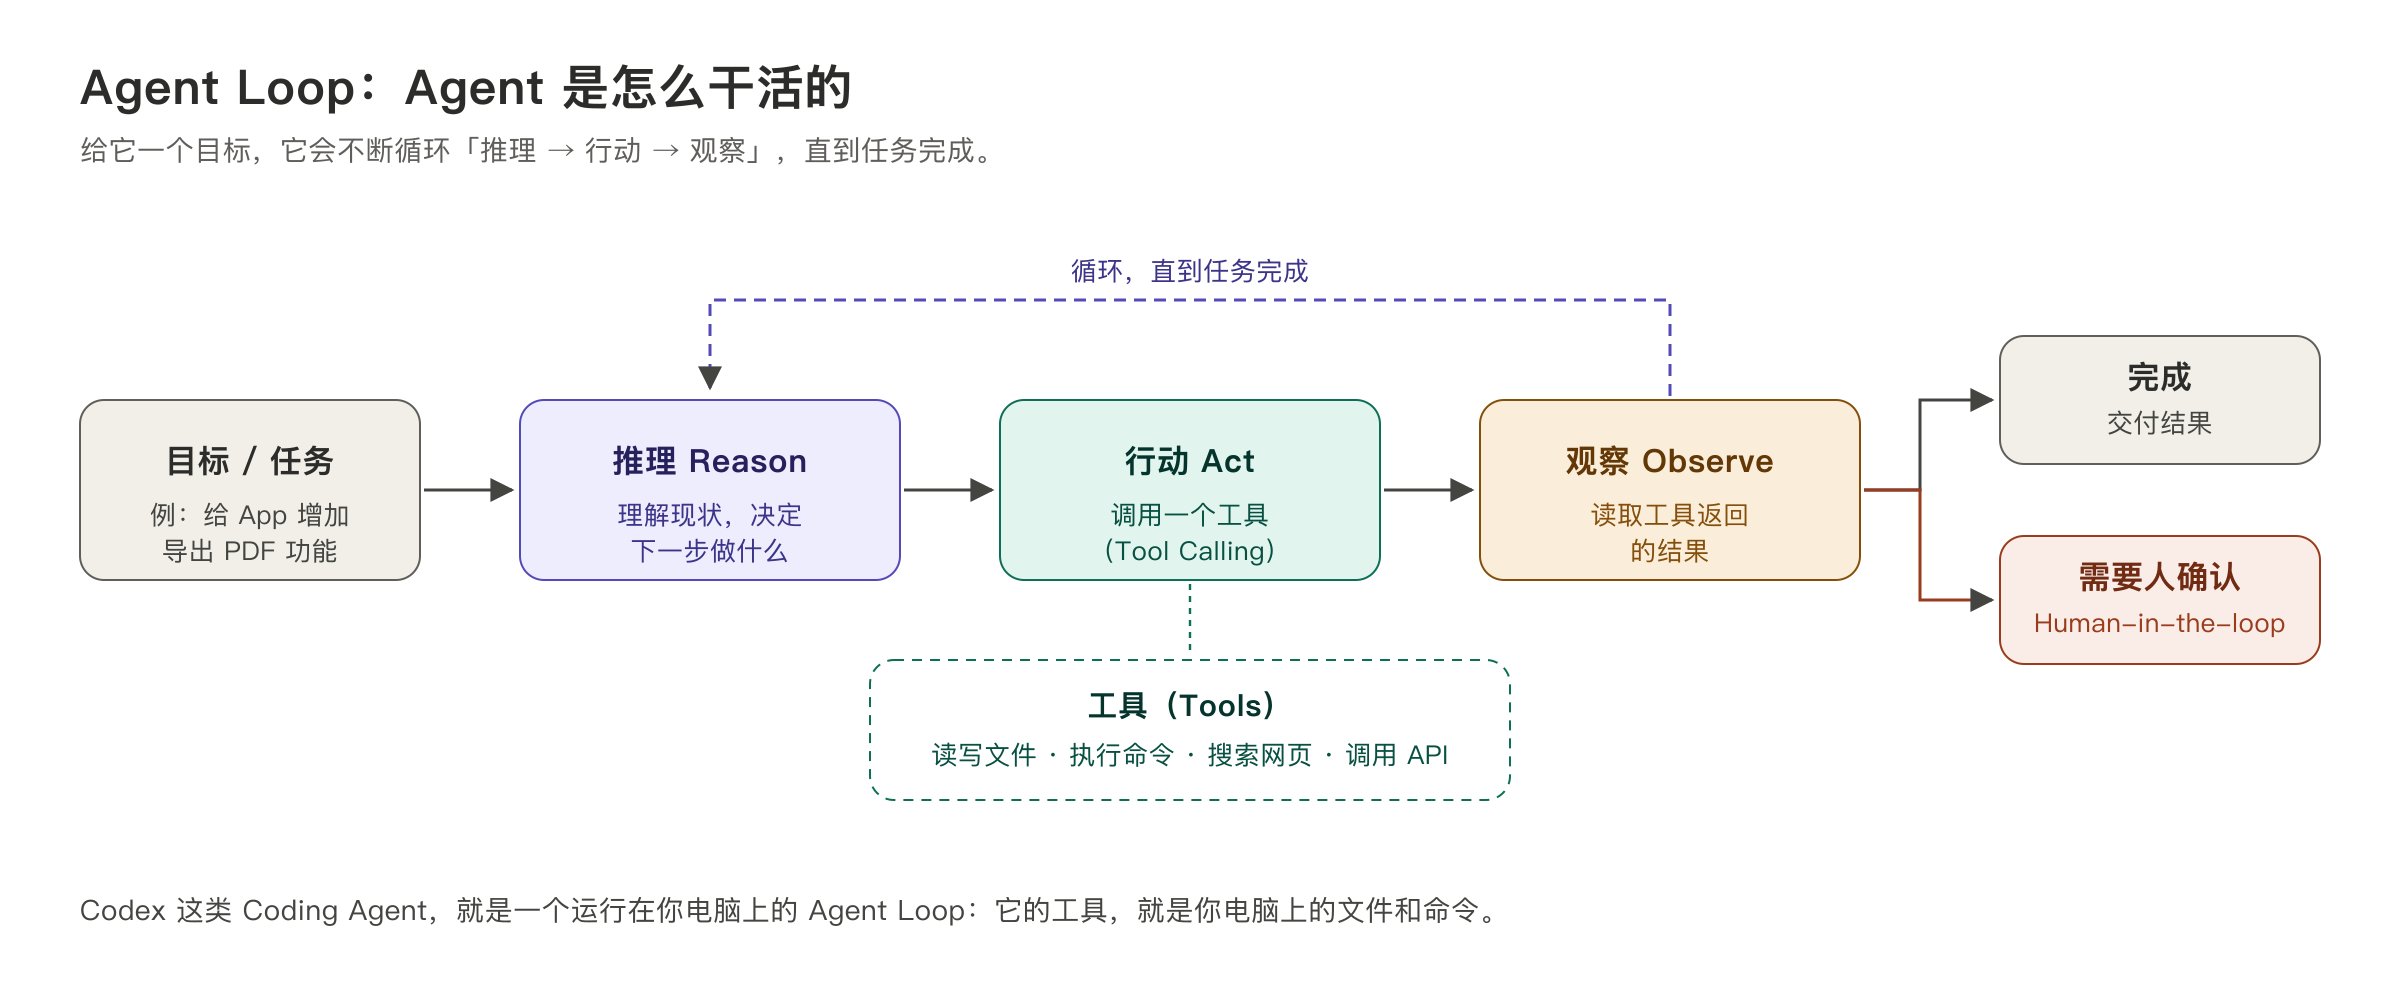 Agent Loop：Agent 是怎么干活的
给它一个目标，它会不断循环「推理 → 行动 → 观察」，直到任务完成。
循环，直到任务完成
目标 / 任务
例：给 App 增加
导出 PDF 功能
推理 Reason
理解现状，决定
下一步做什么
行动 Act
调用一个工具
(Tool Calling)
观察 Observe
读取工具返回
的结果
完成
交付结果
需要人确认
Human-in-the-loop
工具（Tools）
读写文件 · 执行命令 · 搜索网页 · 调用 API
Codex 这类 Coding Agent，就是一个运行在你电脑上的 Agent Loop：它的工具，就是你电脑上的文件和命令。